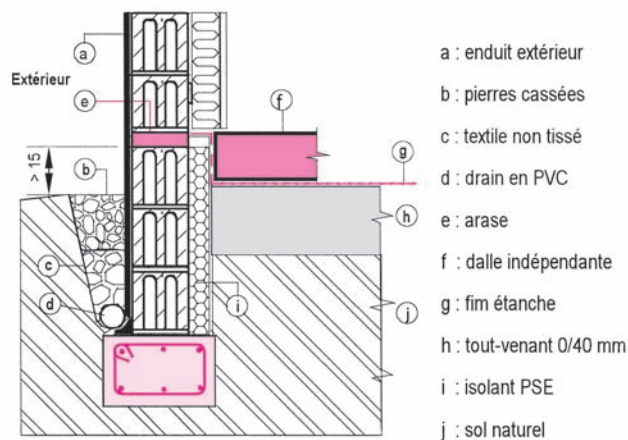 a
Extérieur
e
f
> 15
b
g
h
c
d
i
j
a : enduit extérieur
b : pierres cassées
c : textile non tissé
d : drain en PVC
e : arase
f : dalle indépendante
g : fim étanche
h : tout-venant 0/40 mm
i : isolant PSE
j : sol naturel